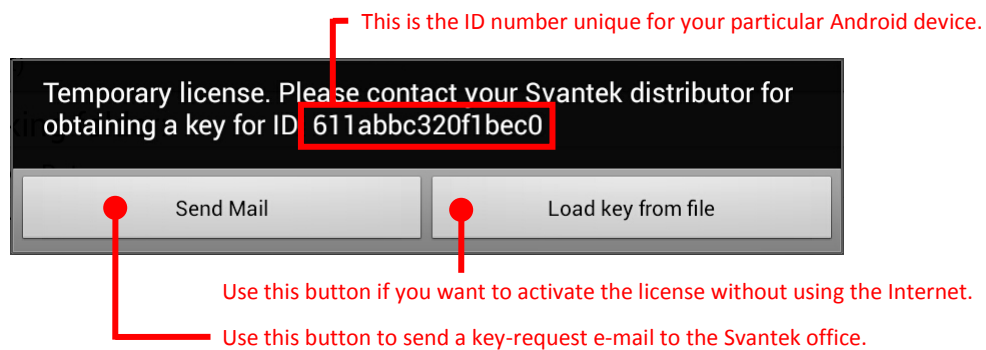 This is the ID number unique for your particular Android device.
Temporary license. Please contact your Svantek distributor for
obtaining a key for ID 611abbc320f1bec0
Send Mail
Load key from file
Use this button if you want to activate the license without using the Internet.
Use this button to send a key-request e-mail to the Svantek office.